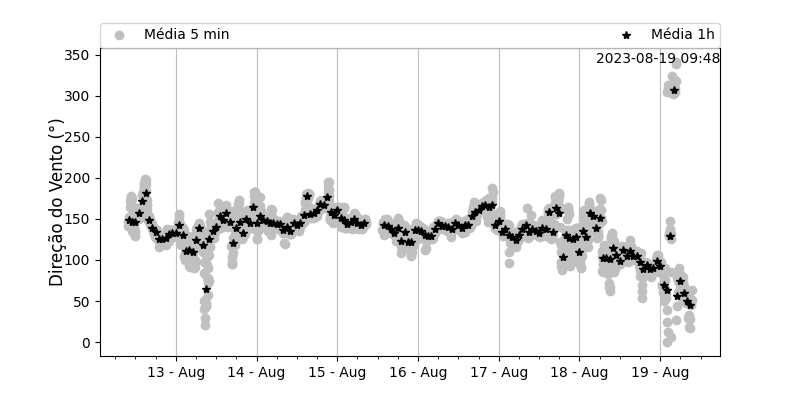 Média 5 min
Média 1h
2023-08-19 09:48
Direção do Vento (°)
350
300
250
200
150
100
50
0
13 - Aug
14 - Aug
15 - Aug
16 - Aug
17 - Aug
18 - Aug
19 - Aug